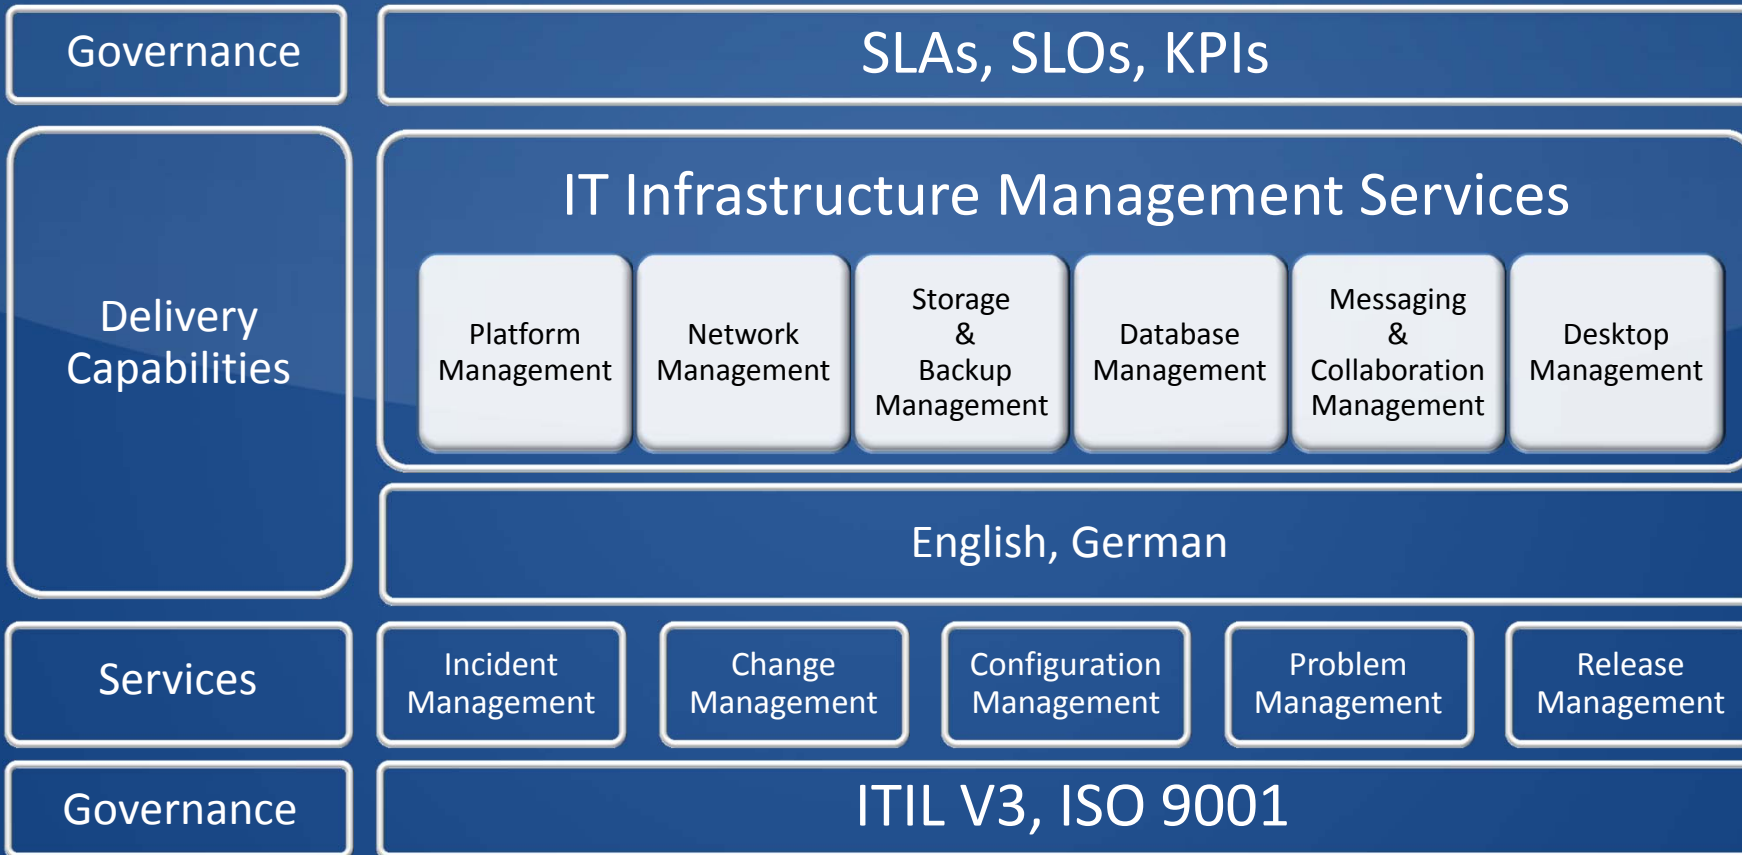 Governance
SLAs, SLOs, KPIs
Delivery
Capabilities
IT Infrastructure Management Services
Platform
Management
Network
Management
Storage
&
Backup
Management
Database
Management
Messaging
&
Collaboration
Management
Desktop
Management
English, German
Services
Incident
Management
Change
Management
Configuration
Management
Problem
Management
Release
Management
Governance
ITIL V3, ISO 9001